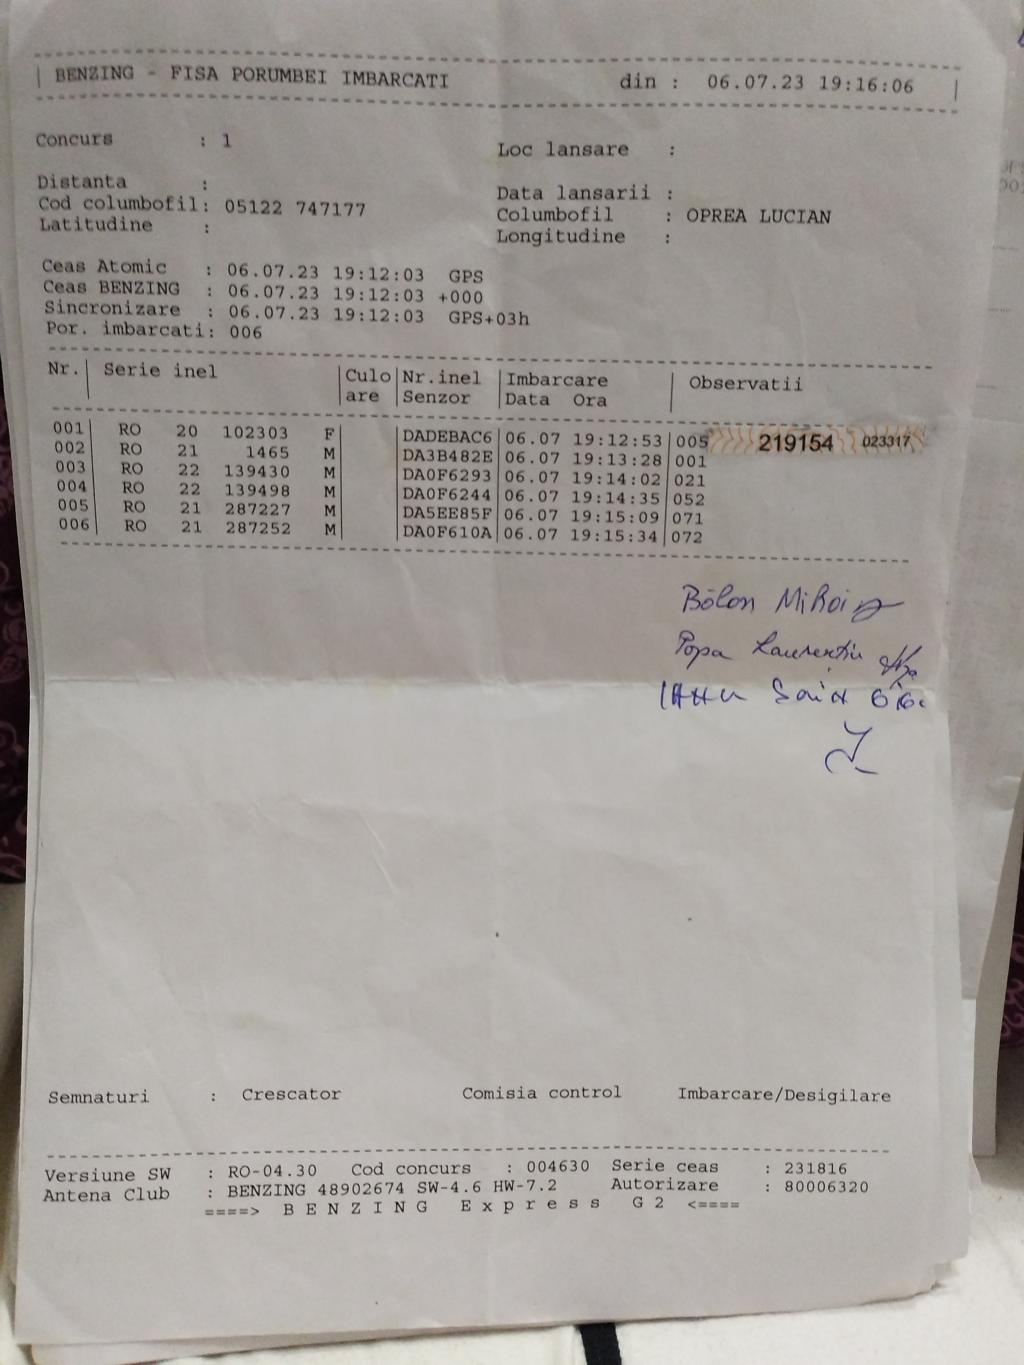 BENZING - FISA PORUMBEI IMBARCATI din : 06.07.23 19:16:06
Concurs : 1 Loc lansare :
Distanta : Data lansarii :
Cod columbofil: 05122 747177 Columbofil : OPREA LUCIAN
Latitudine : Longitudine :
Ceas Atomic : 06.07.23 19:12:03 GPS
Ceas BENZING : 06.07.23 19:12:03 +000
Sincronizare : 06.07.23 19:12:03 GPS+03h
Por. imbarcati: 006
Nr. Serie inel Culo Nr.inel Imbarcare Observatii
are Senzor Data Ora
001 RO 20 102303 F DADEBAC6 06.07 19:12:53 005 219154 023317
002 RO 21 1465 M DA3B482E 06.07 19:13:28 001
003 RO 22 139430 M DA0F6293 06.07 19:14:02 021
004 RO 22 139498 M DA0F6244 06.07 19:14:35 052
005 RO 21 287227 M DA5EE85F 06.07 19:15:09 071
006 RO 21 287252 M DA0F610A 06.07 19:15:34 072
Popa Laurentiu
Semnaturi : Crescator Comisia control Imbarcare/Desigilare
Versiune SW : RO-04.30 Cod concurs : 004630 Serie ceas : 231816
Antena Club : BENZING 48902674 SW-4.6 HW-7.2 Autorizare : 80006320
====> B E N Z I N G E x p r e s s G 2 <====